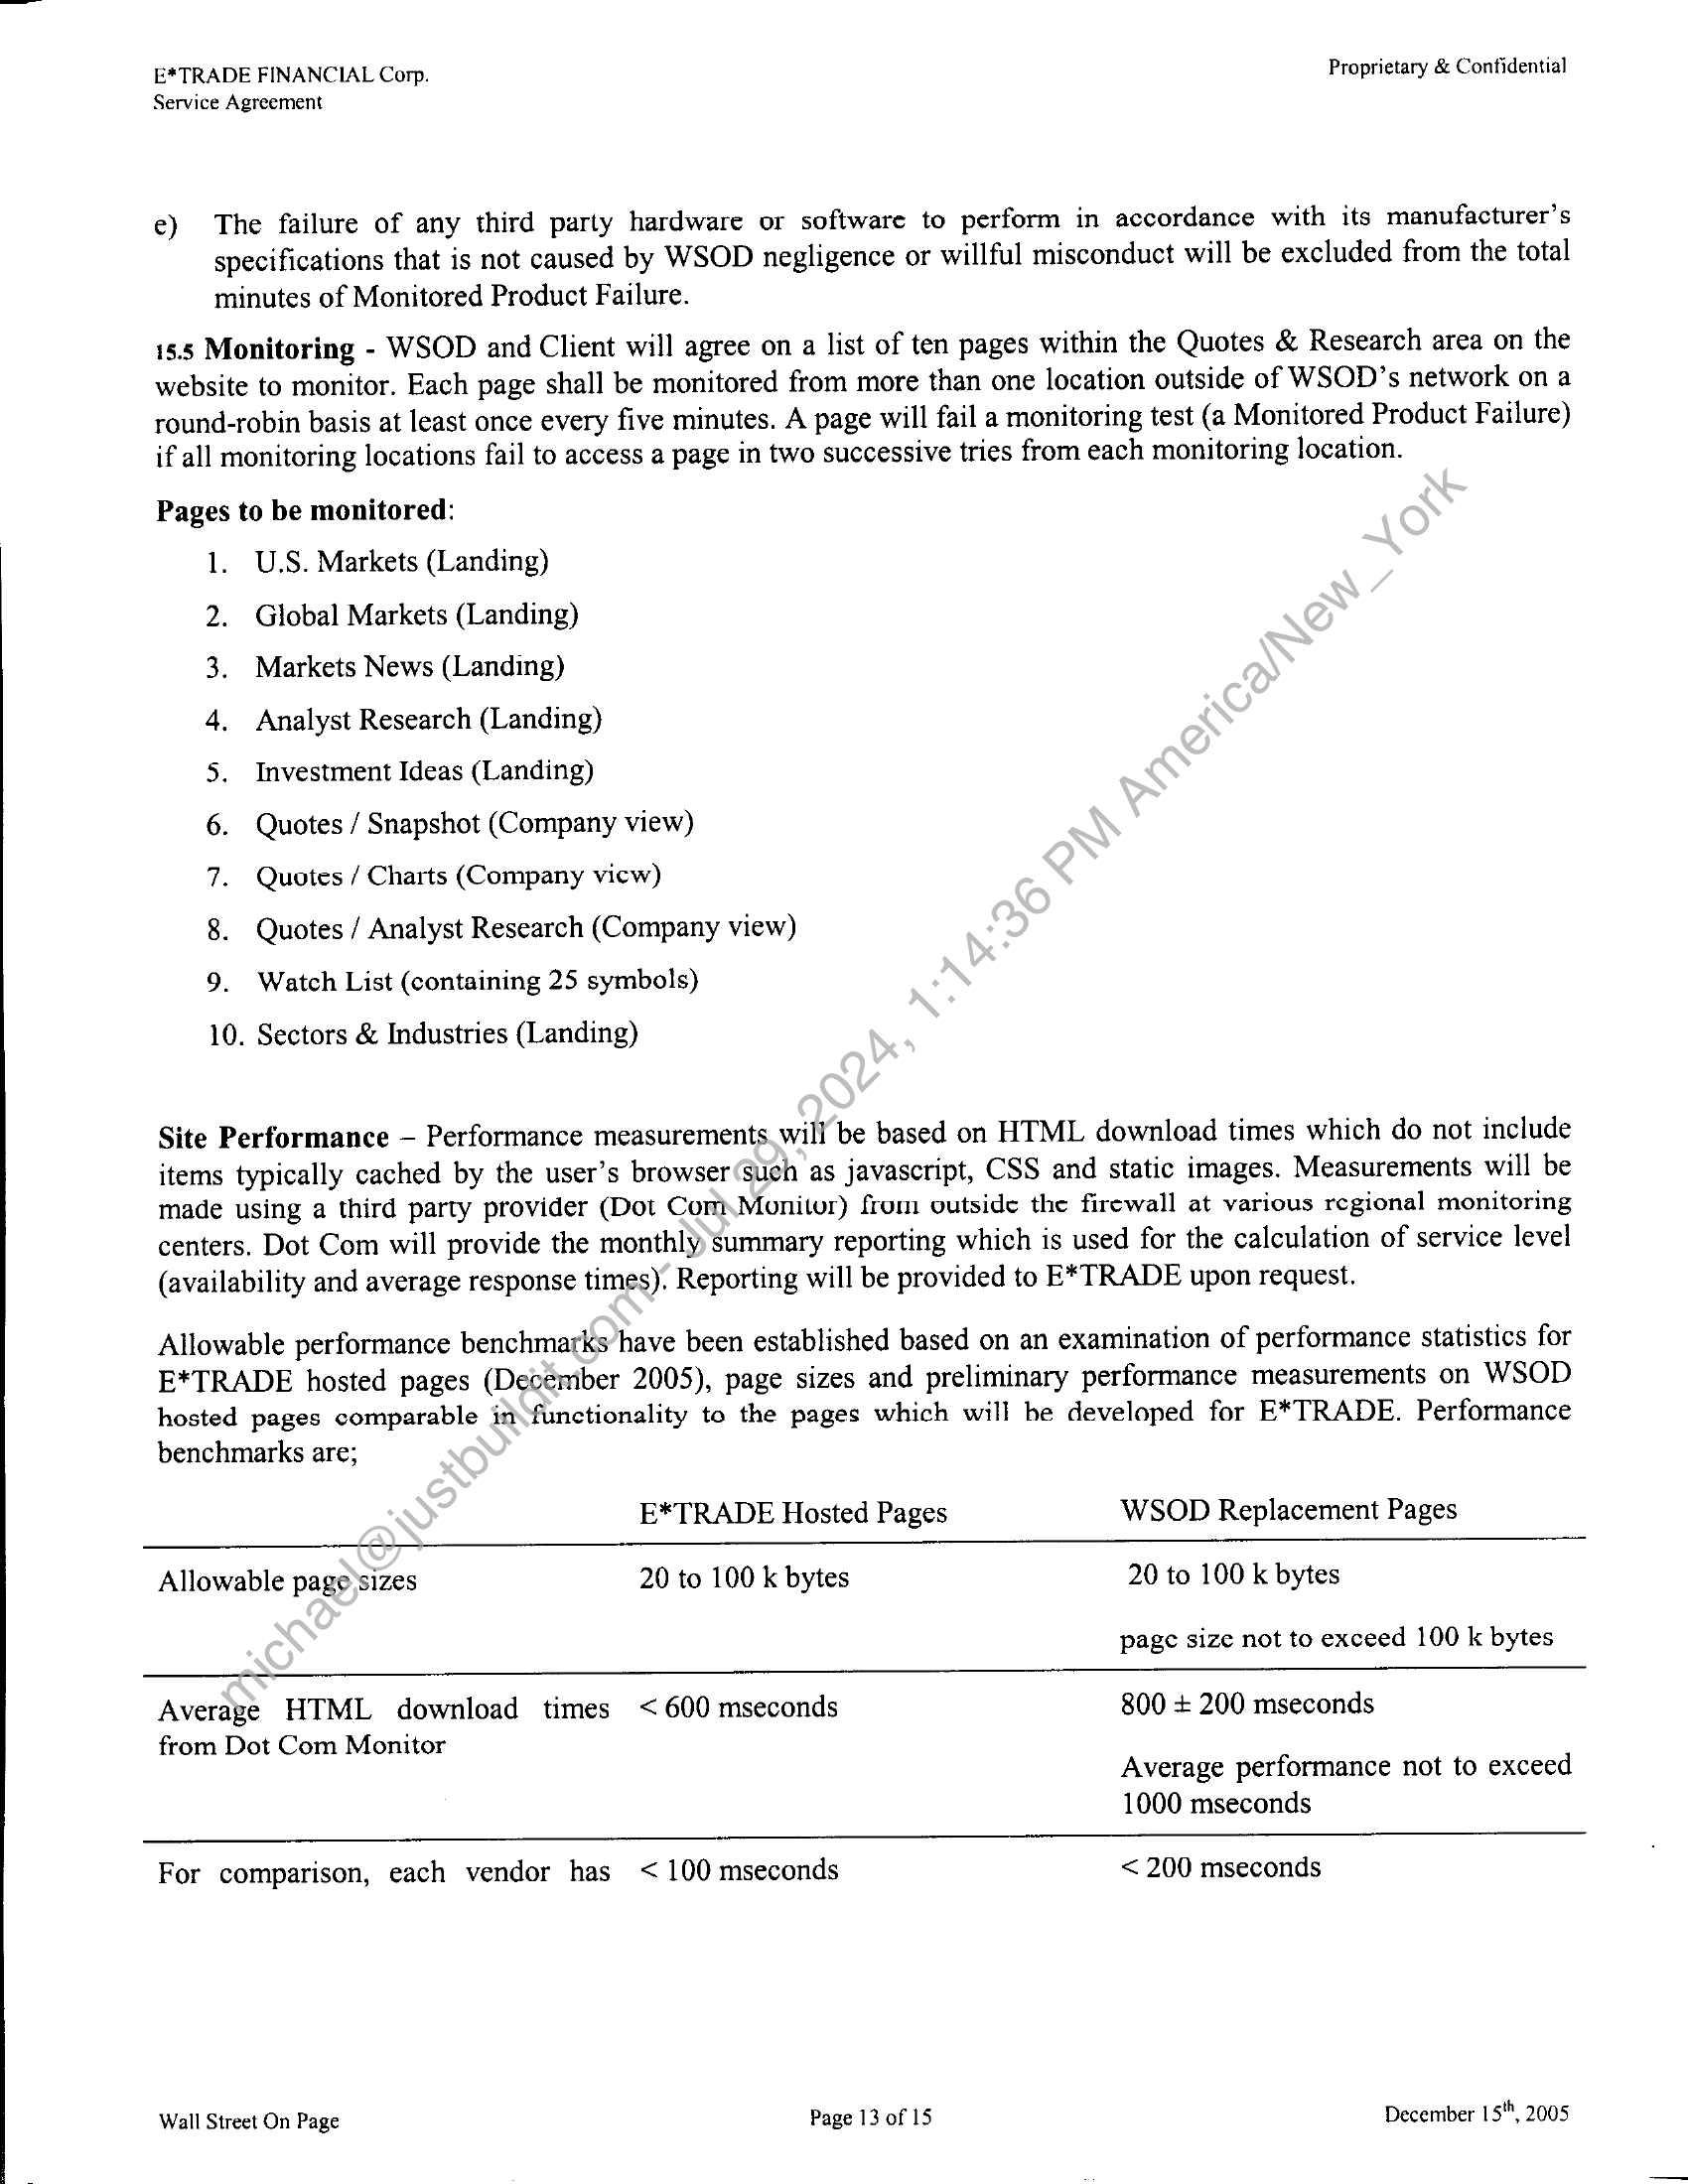 E*TRADE FINANCIAL Corp.
Service Agreement
Proprietary & Confidential
e) The failure of any third party hardware or software to perform in accordance with its manufacturer's
specifications that is not caused by WSOD negligence or willful misconduct will be excluded from the total
minutes of Monitored Product Failure.
15.5 Monitoring - WSOD and Client will agree on a list of ten pages within the Quotes & Research area on the
website to monitor. Each page shall be monitored from more than one location outside of WSOD's network on a
round-robin basis at least once every five minutes. A page will fail a monitoring test (a Monitored Product Failure)
if all monitoring locations fail to access a page in two successive tries from each monitoring location.
Pages to be monitored:
1. U.S. Markets (Landing)
2. Global Markets (Landing)
3. Markets News (Landing)
4. Analyst Research (Landing)
5. Investment Ideas (Landing)
6. Quotes / Snapshot (Company view)
7. Quotes / Charts (Company view)
8. Quotes / Analyst Research (Company view)
9. Watch List (containing 25 symbols)
10. Sectors & Industries (Landing)
Site Performance – Performance measurements will be based on HTML download times which do not include
items typically cached by the user's browser such as javascript, CSS and static images. Measurements will be
made using a third party provider (Dot Com Monitor) from outside the firewall at various regional monitoring
centers. Dot Com will provide the monthly summary reporting which is used for the calculation of service level
(availability and average response times). Reporting will be provided to E*TRADE upon request.
Allowable performance benchmarks have been established based on an examination of performance statistics for
E*TRADE hosted pages (December 2005), page sizes and preliminary performance measurements on WSOD
hosted pages comparable in functionality to the pages which will be developed for E*TRADE. Performance
benchmarks are;
E*TRADE Hosted Pages WSOD Replacement Pages
Allowable page sizes 20 to 100 k bytes 20 to 100 k bytes
page size not to exceed 100 k bytes
Average HTML download times < 600 mseconds 800 ± 200 mseconds
from Dot Com Monitor
Average performance not to exceed
1000 mseconds
For comparison, each vendor has < 100 mseconds < 200 mseconds
Wall Street On Page Page 13 of 15 December 15th, 2005
michael@justbuildit.com - Jul 29, 2024, 1:14:36 PM America/New_York